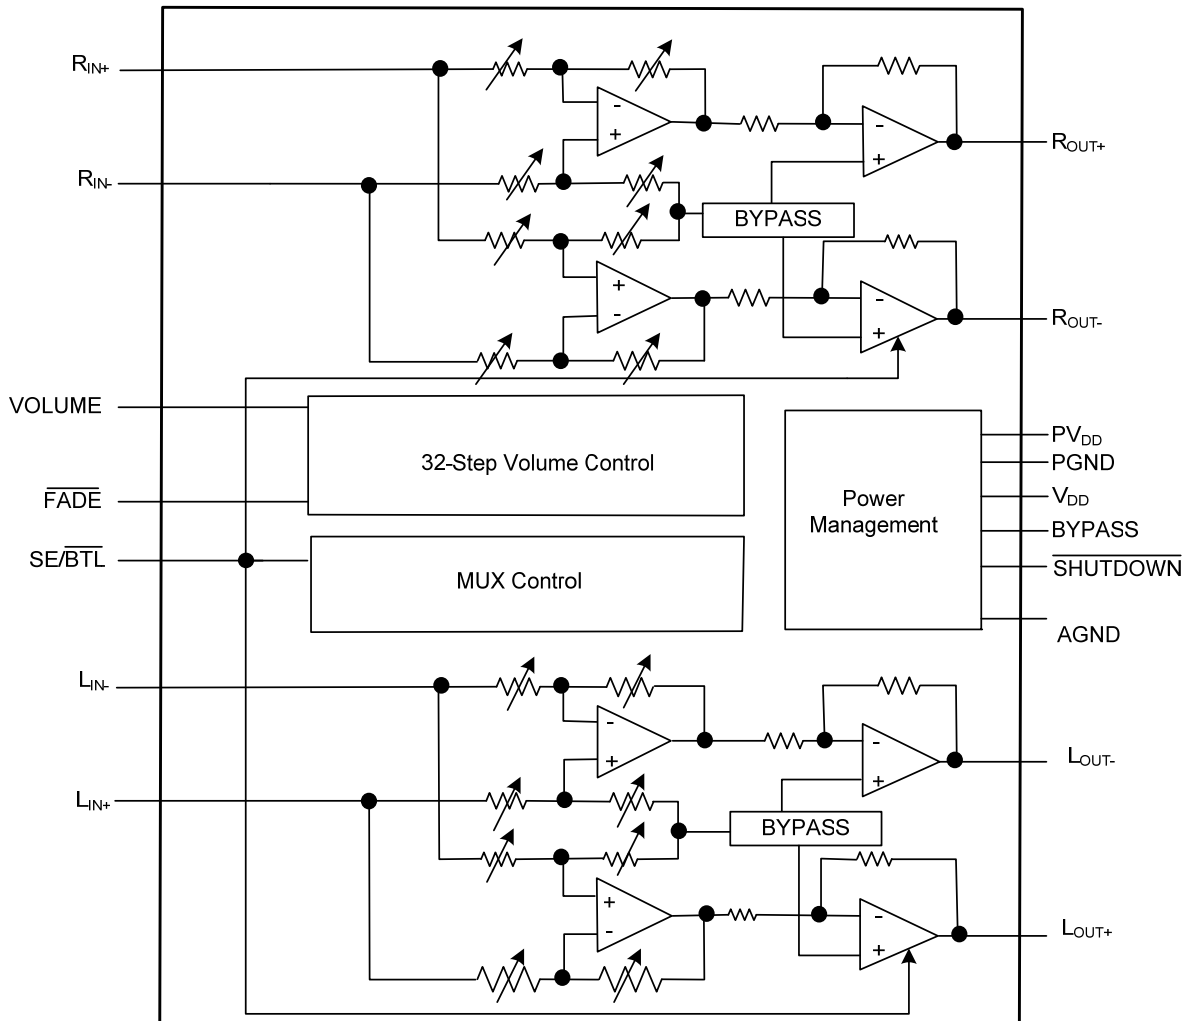 RIN+
-
+
-
+
ROUT+
RIN-
BYPASS
+
-
-
+
ROUT-
VOLUME
32-Step Volume Control
FADE
SE/BTL
MUX Control
Power
Management
PVDD
PGND
VDD
BYPASS
SHUTDOWN
AGND
LIN-
-
+
-
+
LOUT-
LIN+
BYPASS
+
-
-
+
LOUT+